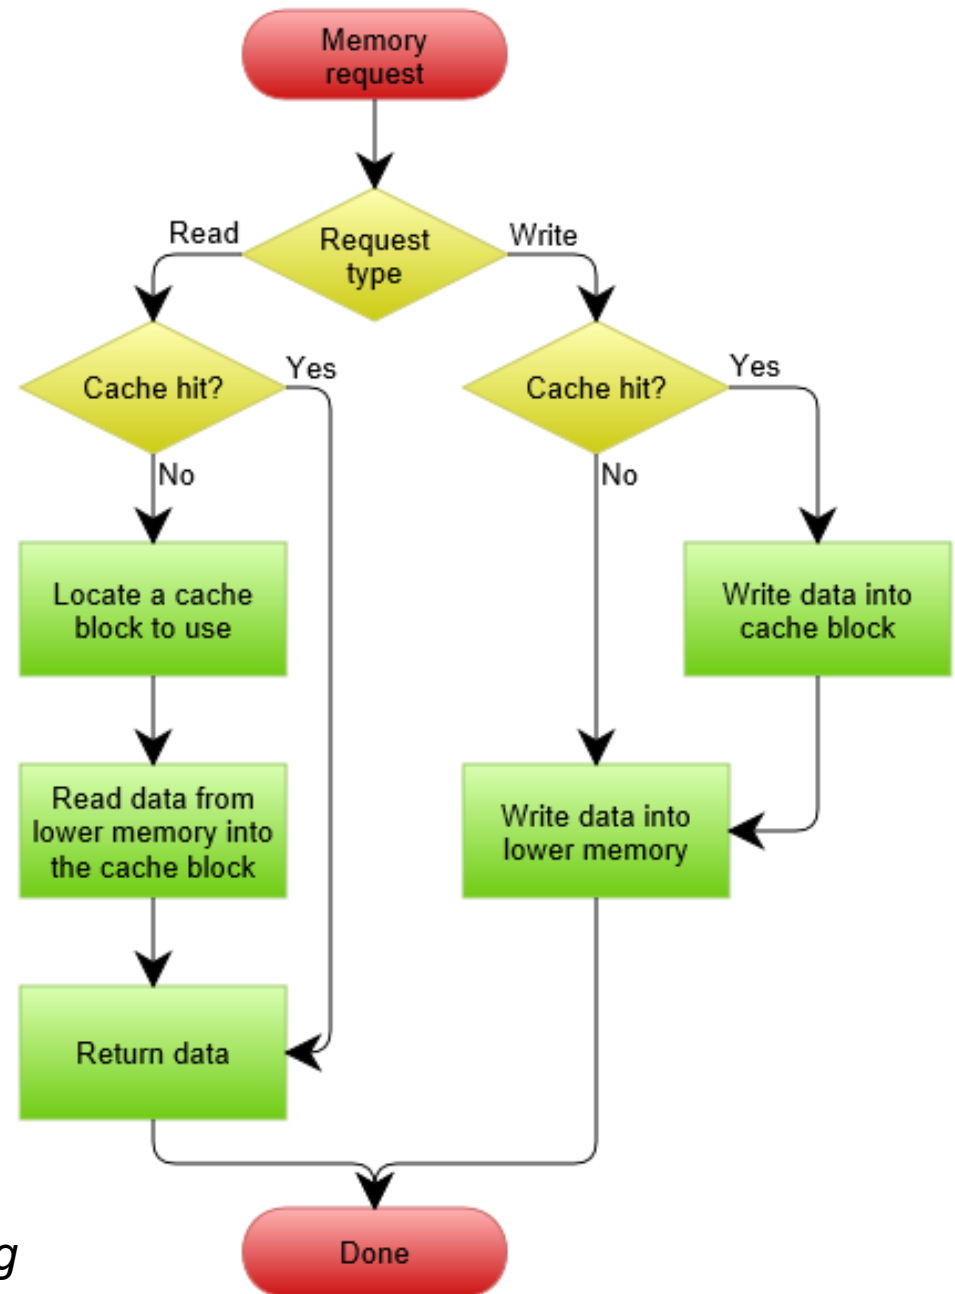 Memory
request
Read
Request
type
Write
Cache hit?
Yes
Cache hit?
Yes
No
No
Locate a cache
block to use
Write data into
cache block
Read data from
lower memory into
the cache block
Write data into
lower memory
Return data
Done
g